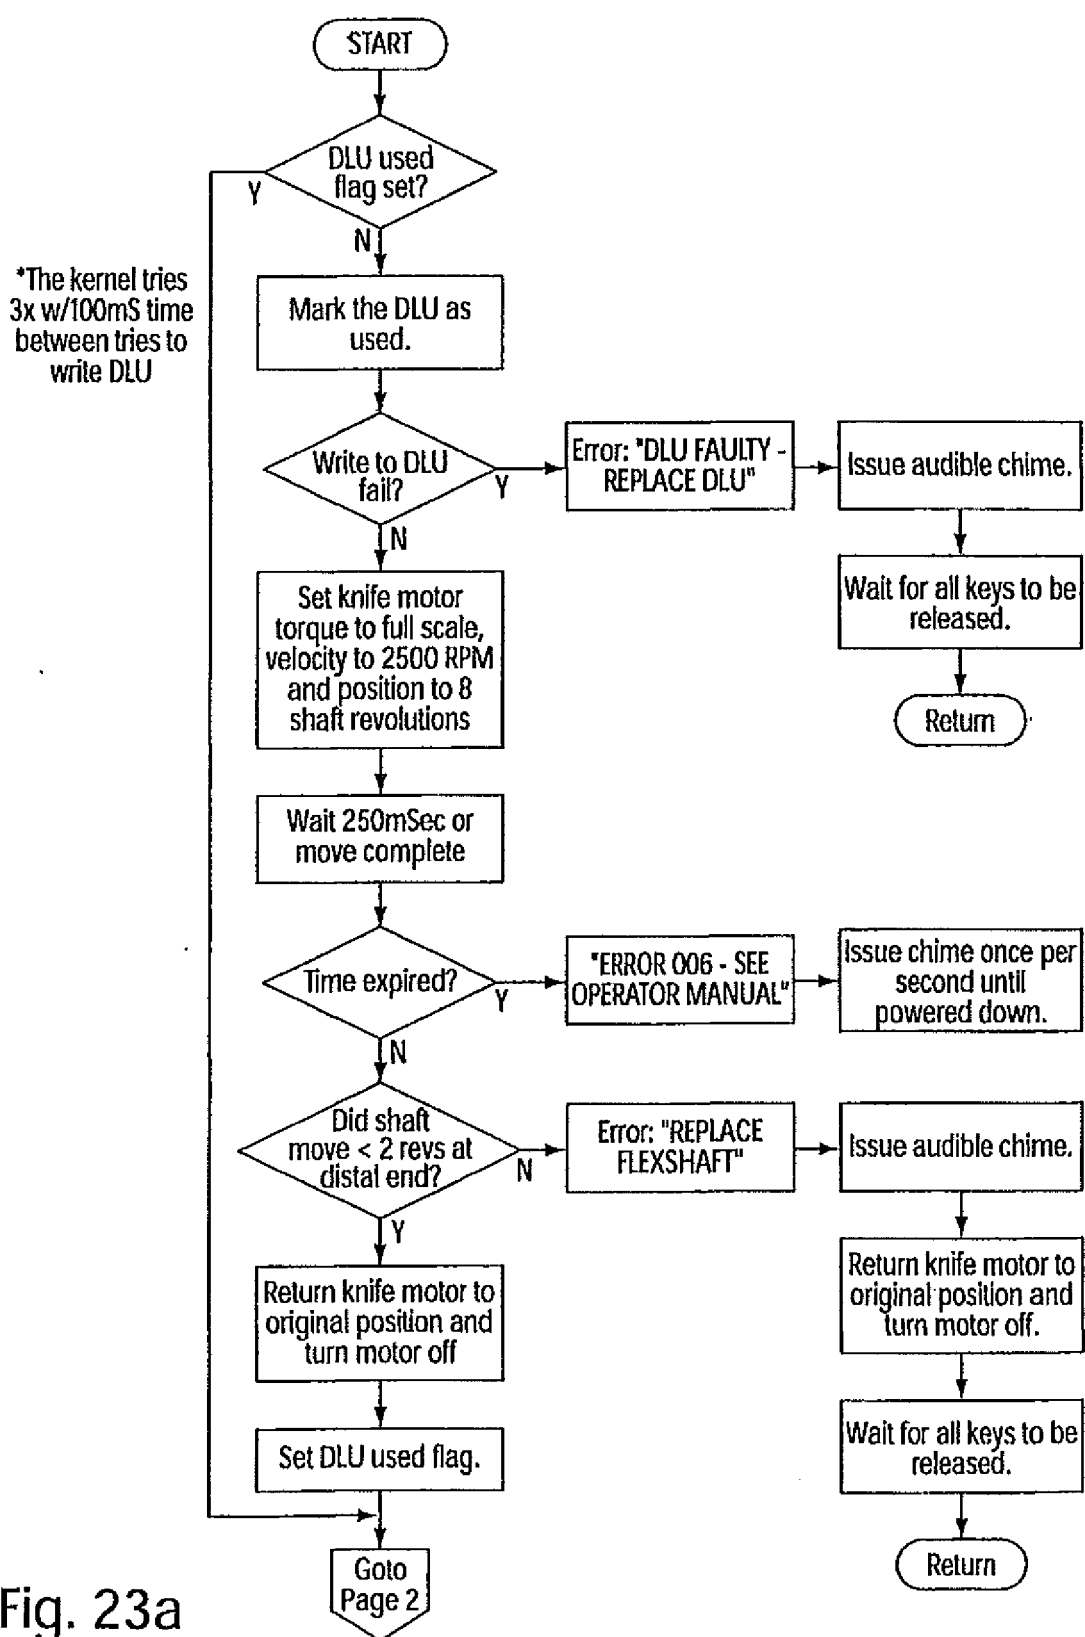 START
DLU used
flag set?
Y
N
*The kernel tries
3x w/100mS time
between tries to
write DLU
Mark the DLU as
used.
Write to DLU
fail?
Y
N
Error: "DLU FAULTY -
REPLACE DLU"
Issue audible chime.
Wait for all keys to be
released.
Return
Set knife motor
torque to full scale,
velocity to 2500 RPM
and position to 8
shaft revolutions
Wait 250mSec or
move complete
Time expired?
Y
N
"ERROR 006 - SEE
OPERATOR MANUAL"
Issue chime once per
second until
powered down.
Did shaft
move < 2 revs at
distal end?
N
Y
Error: "REPLACE
FLEXSHAFT"
Issue audible chime.
Return knife motor to
original position and
turn motor off.
Wait for all keys to be
released.
Return
Return knife motor to
original position and
turn motor off
Set DLU used flag.
Goto
Page 2
Fig. 23a